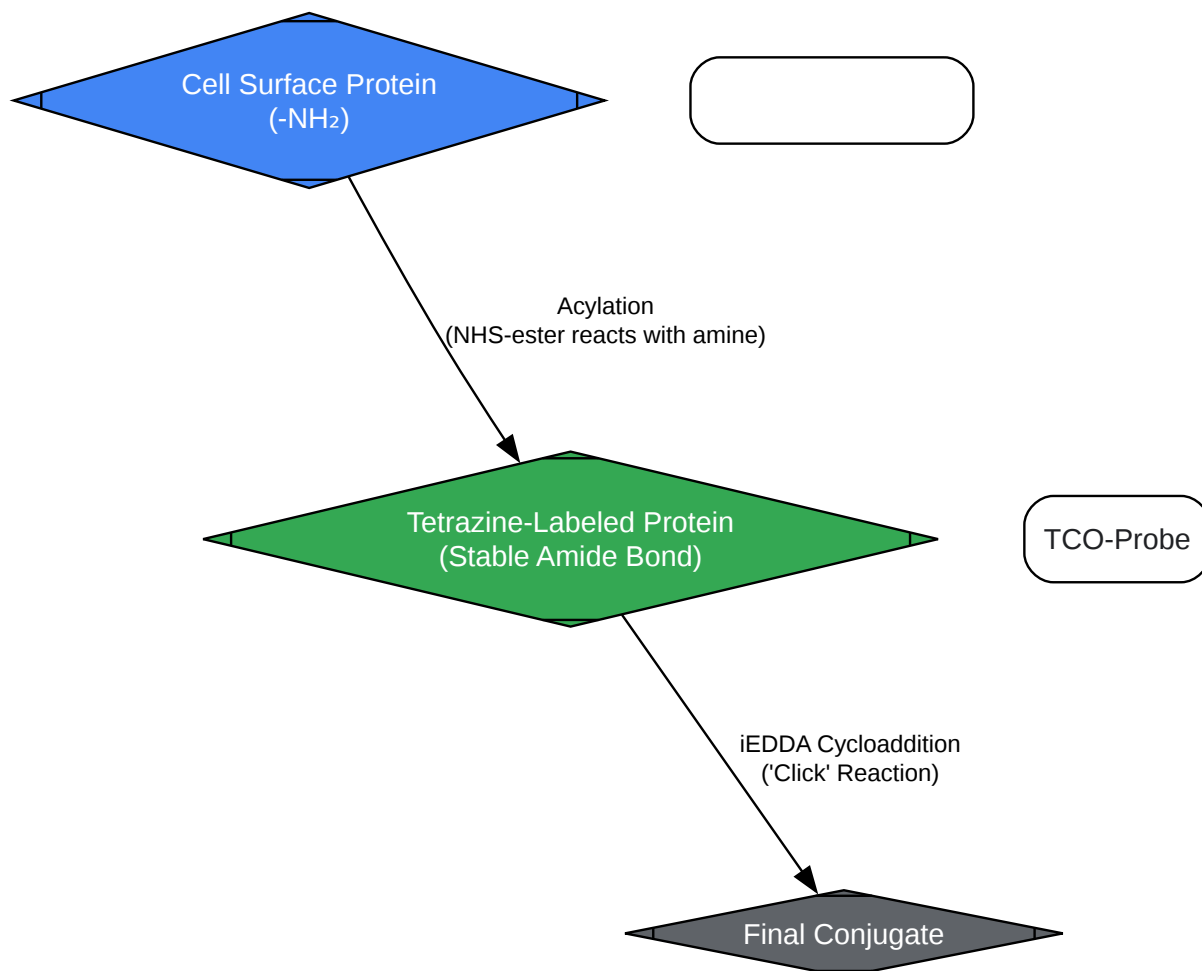 Cell Surface Protein
(-NH₂)
Acylation
(NHS-ester reacts with amine)
Tetrazine-Labeled Protein
(Stable Amide Bond)
TCO-Probe
iEDDA Cycloaddition
('Click' Reaction)
Final Conjugate